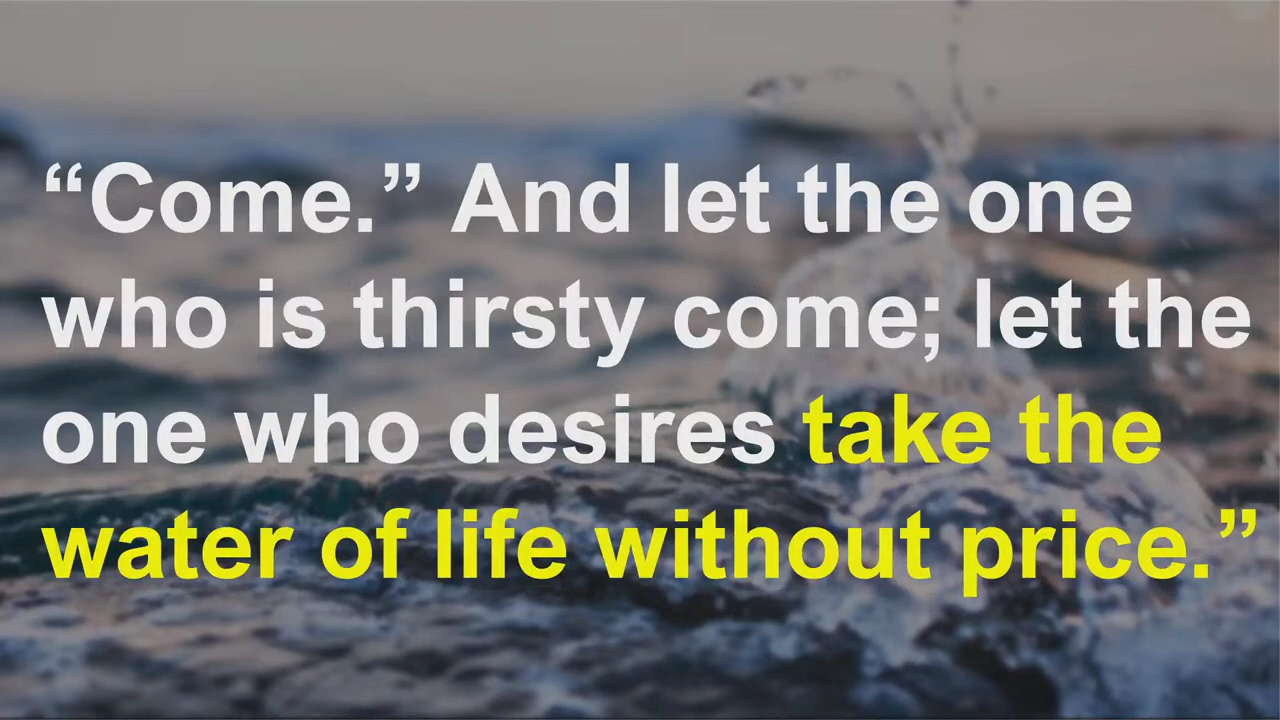 “Come.” And let the one
who is thirsty come; let the
one who desires take the
water of life without price.”